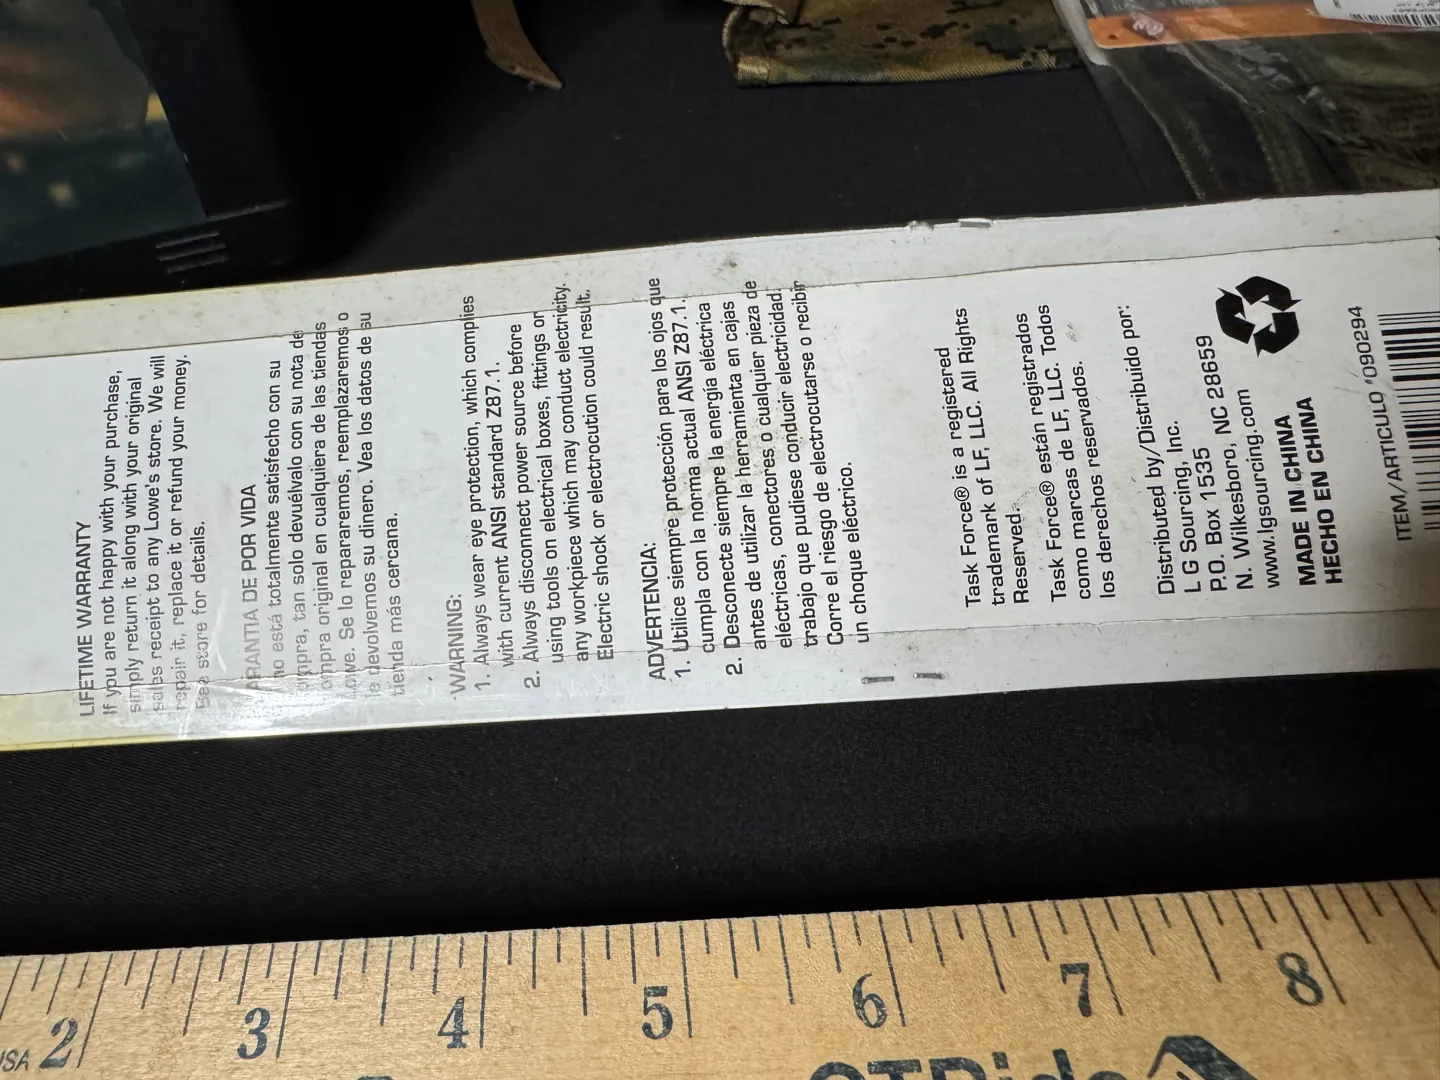 LIFETIME WARRANTY
If you are not happy with your purchase,
simply return it along with your original
sales receipt to any Lowe's store. We will
repair it, replace it or refund your money.
See store for details.
ARANTIA DE POR VIDA
no está totalmente satisfecho con su
mpra, tan solo devuélvalo con su nota de
ompra original en cualquiera de las tiendas
Lowe. Se lo repararemos, reemplazaremos o
le devolvemos su dinero. Vea los datos de su
tienda más cercana.
WARNING:
1. Always wear eye protection, which complies
with current ANSI standard Z87.1.
2. Always disconnect power source before
using tools on electrical boxes, fittings or
any workpiece which may conduct electricity.
Electric shock or electrocution could result.
ADVERTENCIA:
1. Utilice siempre protección para los ojos que
cumpla con la norma actual ANSI Z87.1.
2. Desconecte siempre la energía eléctrica
antes de utilizar la herramienta en cajas
eléctricas, conectores o cualquier pieza de
trabajo que pudiese conducir electricidad.
Corre el riesgo de electrocutarse o recibir
un choque eléctrico.
Task Force® is a registered
trademark of LF, LLC. All Rights
Reserved.
Task Force® están registrados
como marcas de LF, LLC. Todos
los derechos reservados.
Distributed by/Distribuido por:
L G Sourcing, Inc.
P.O. Box 1535
N. Wilkesboro, NC 28659
www.lgsourcing.com
MADE IN CHINA
HECHO EN CHINA
ITEM/ARTICULO #090294
USA 2 3 4 5 6 7 8